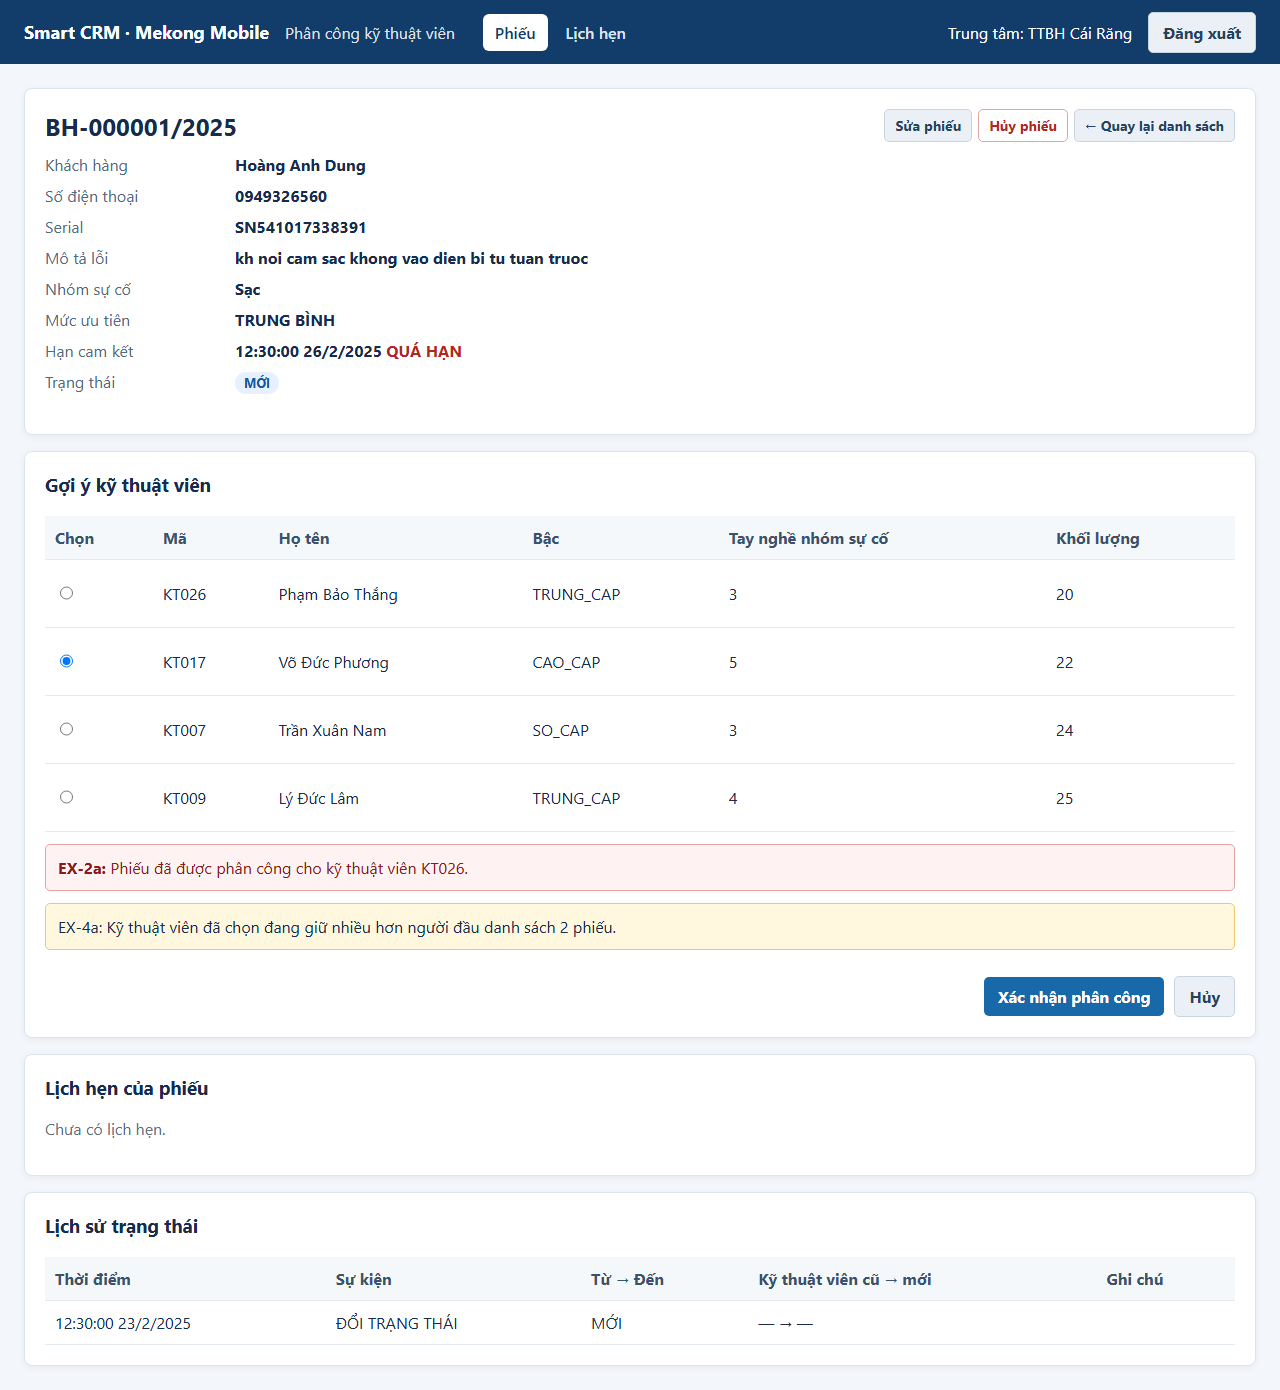 Smart CRM · Mekong Mobile Phân công kỹ thuật viên Phiếu Lịch hẹn Trung tâm: TTBH Cái Răng Đăng xuất
BH-000001/2025 Sửa phiếu Hủy phiếu ← Quay lại danh sách
Khách hàng Hoàng Anh Dung
Số điện thoại 0949326560
Serial SN541017338391
Mô tả lỗi kh noi cam sac khong vao dien bi tu tuan truoc
Nhóm sự cố Sạc
Mức ưu tiên TRUNG BÌNH
Hạn cam kết 12:30:00 26/2/2025 QUÁ HẠN
Trạng thái MỚI
Gợi ý kỹ thuật viên
Chọn Mã Họ tên Bậc Tay nghề nhóm sự cố Khối lượng
KT026 Phạm Bảo Thắng TRUNG_CAP 3 20
KT017 Võ Đức Phương CAO_CAP 5 22
KT007 Trần Xuân Nam SO_CAP 3 24
KT009 Lý Đức Lâm TRUNG_CAP 4 25
EX-2a: Phiếu đã được phân công cho kỹ thuật viên KT026.
EX-4a: Kỹ thuật viên đã chọn đang giữ nhiều hơn người đầu danh sách 2 phiếu.
Xác nhận phân công Hủy
Lịch hẹn của phiếu
Chưa có lịch hẹn.
Lịch sử trạng thái
Thời điểm Sự kiện Từ → Đến Kỹ thuật viên cũ → mới Ghi chú
12:30:00 23/2/2025 ĐỔI TRẠNG THÁI MỚI — → —